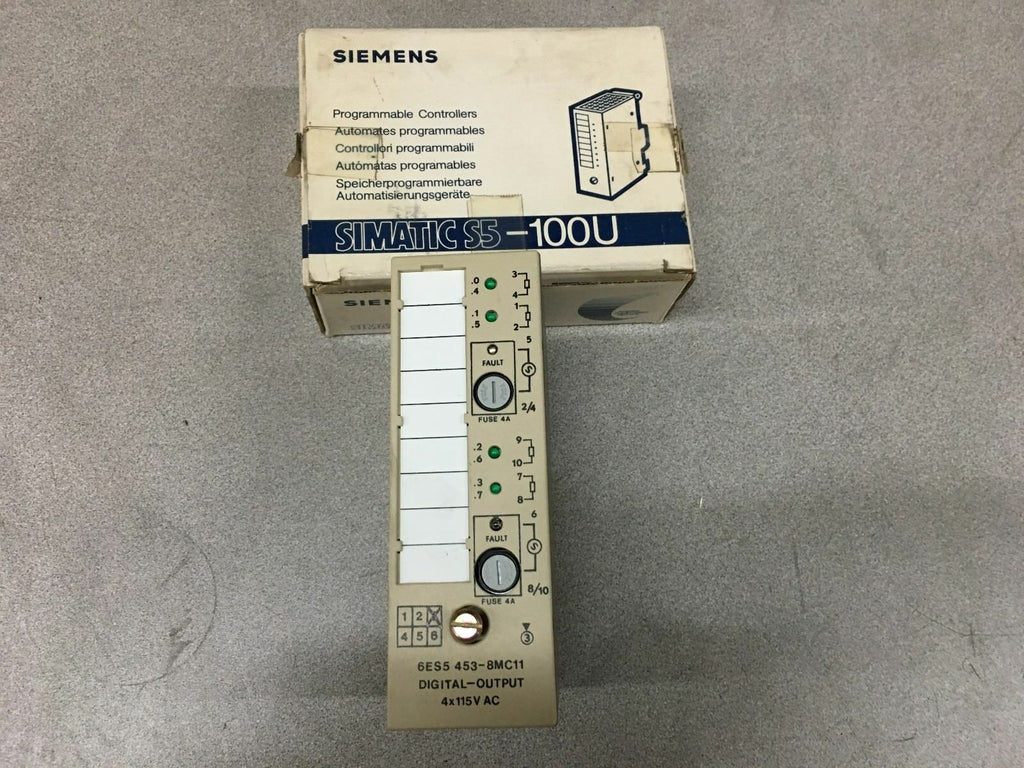 SIEMENS
Programmable Controllers
Automates programmables
Controllori programmabili
Autómatas programables
Speicherprogrammierbare
Automatisierungsgeräte
SIMATIC S5-100U
.0
.4
3
4
.1
.5
1
2
5
FAULT
2/4
FUSE 4A
.2
.6
9
10
.3
.7
7
8
6
FAULT
8/10
FUSE 4A
1 2
4 5 6
3
6ES5 453-8MC11
DIGITAL-OUTPUT
4x115V AC